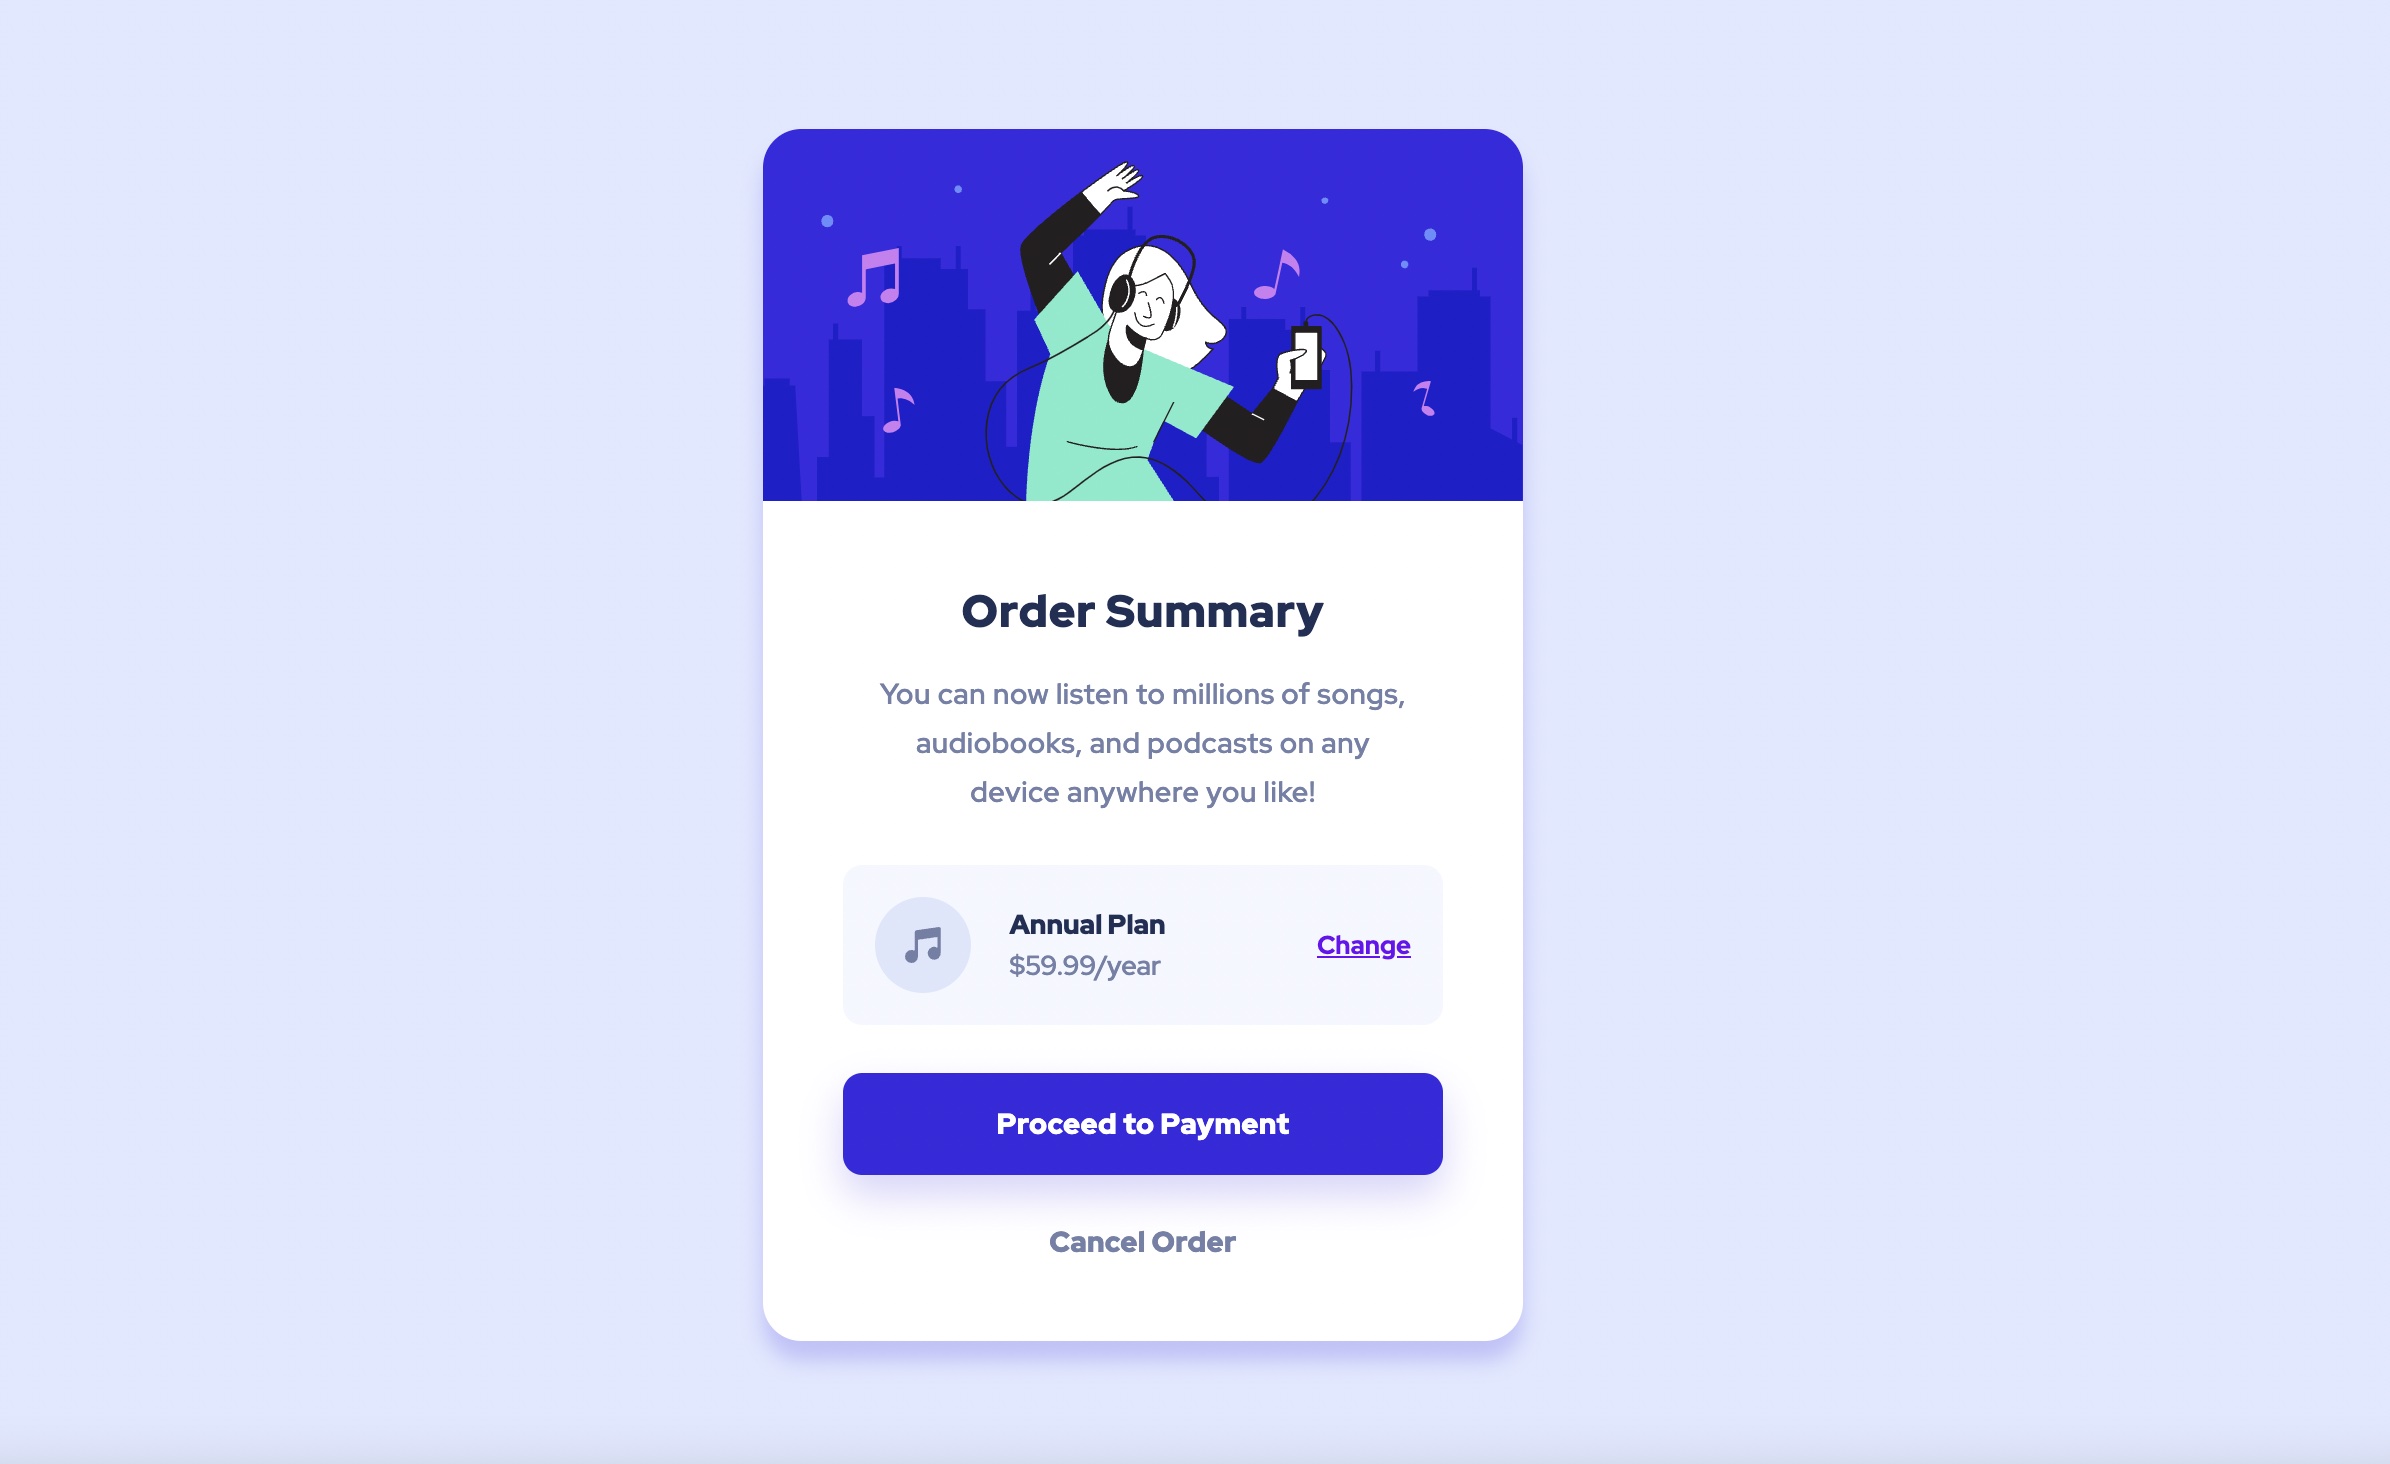 Order Summary
You can now listen to millions of songs,
audiobooks, and podcasts on any
device anywhere you like!
Annual Plan
$59.99/year
Change
Proceed to Payment
Cancel Order